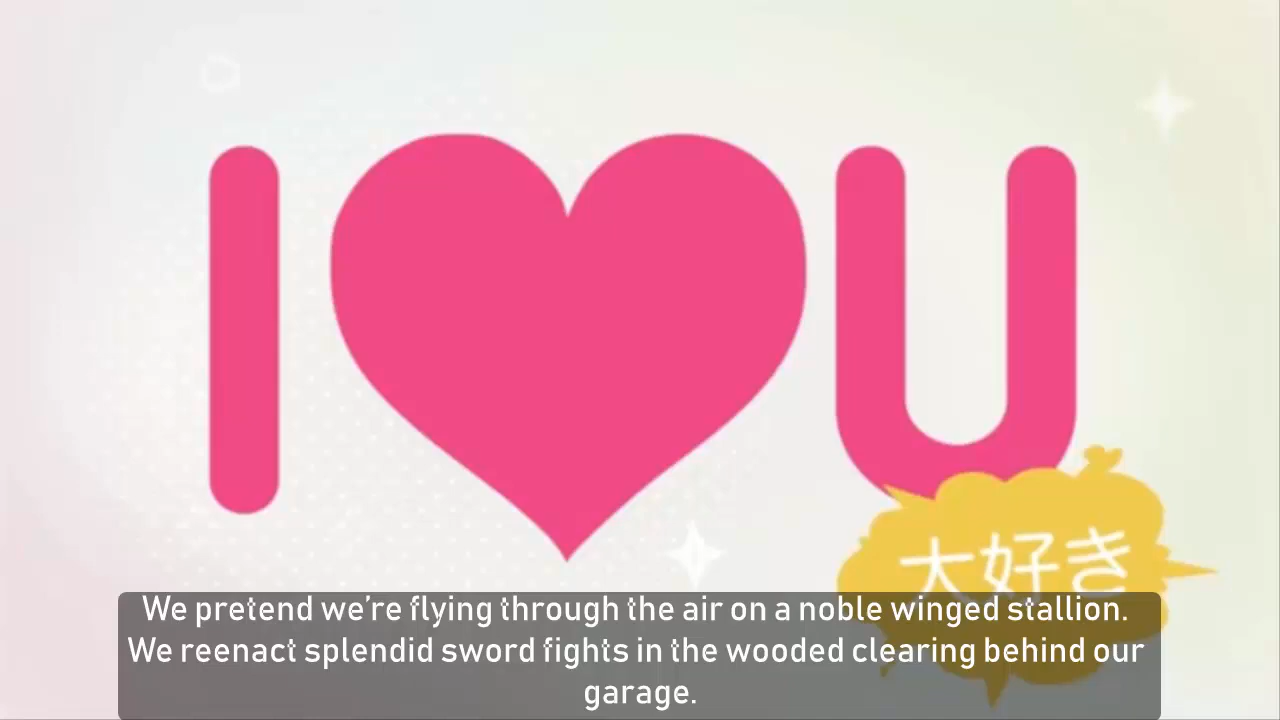 I ♥ U
大好き
We pretend we’re flying through the air on a noble winged stallion.
We reenact splendid sword fights in the wooded clearing behind our
garage.